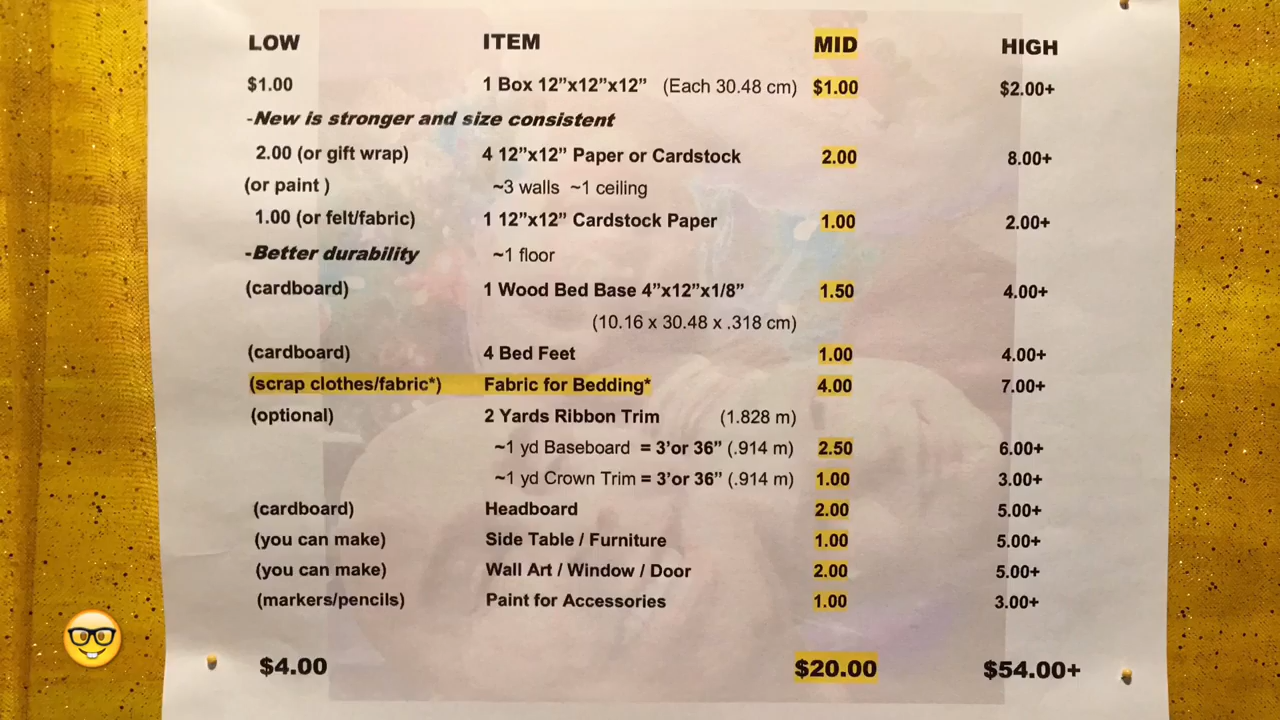 LOW ITEM MID HIGH
$1.00 1 Box 12”x12”x12” (Each 30.48 cm) $1.00 $2.00+
-New is stronger and size consistent
2.00 (or gift wrap) 4 12”x12” Paper or Cardstock 2.00 8.00+
(or paint ) ~3 walls ~1 ceiling
1.00 (or felt/fabric) 1 12”x12” Cardstock Paper 1.00 2.00+
-Better durability ~1 floor
(cardboard) 1 Wood Bed Base 4”x12”x1/8” 1.50 4.00+
(10.16 x 30.48 x .318 cm)
(cardboard) 4 Bed Feet 1.00 4.00+
(scrap clothes/fabric*) Fabric for Bedding* 4.00 7.00+
(optional) 2 Yards Ribbon Trim (1.828 m)
~1 yd Baseboard = 3’or 36” (.914 m) 2.50 6.00+
~1 yd Crown Trim = 3’or 36” (.914 m) 1.00 3.00+
(cardboard) Headboard 2.00 5.00+
(you can make) Side Table / Furniture 1.00 5.00+
(you can make) Wall Art / Window / Door 2.00 5.00+
(markers/pencils) Paint for Accessories 1.00 3.00+
$4.00 $20.00 $54.00+